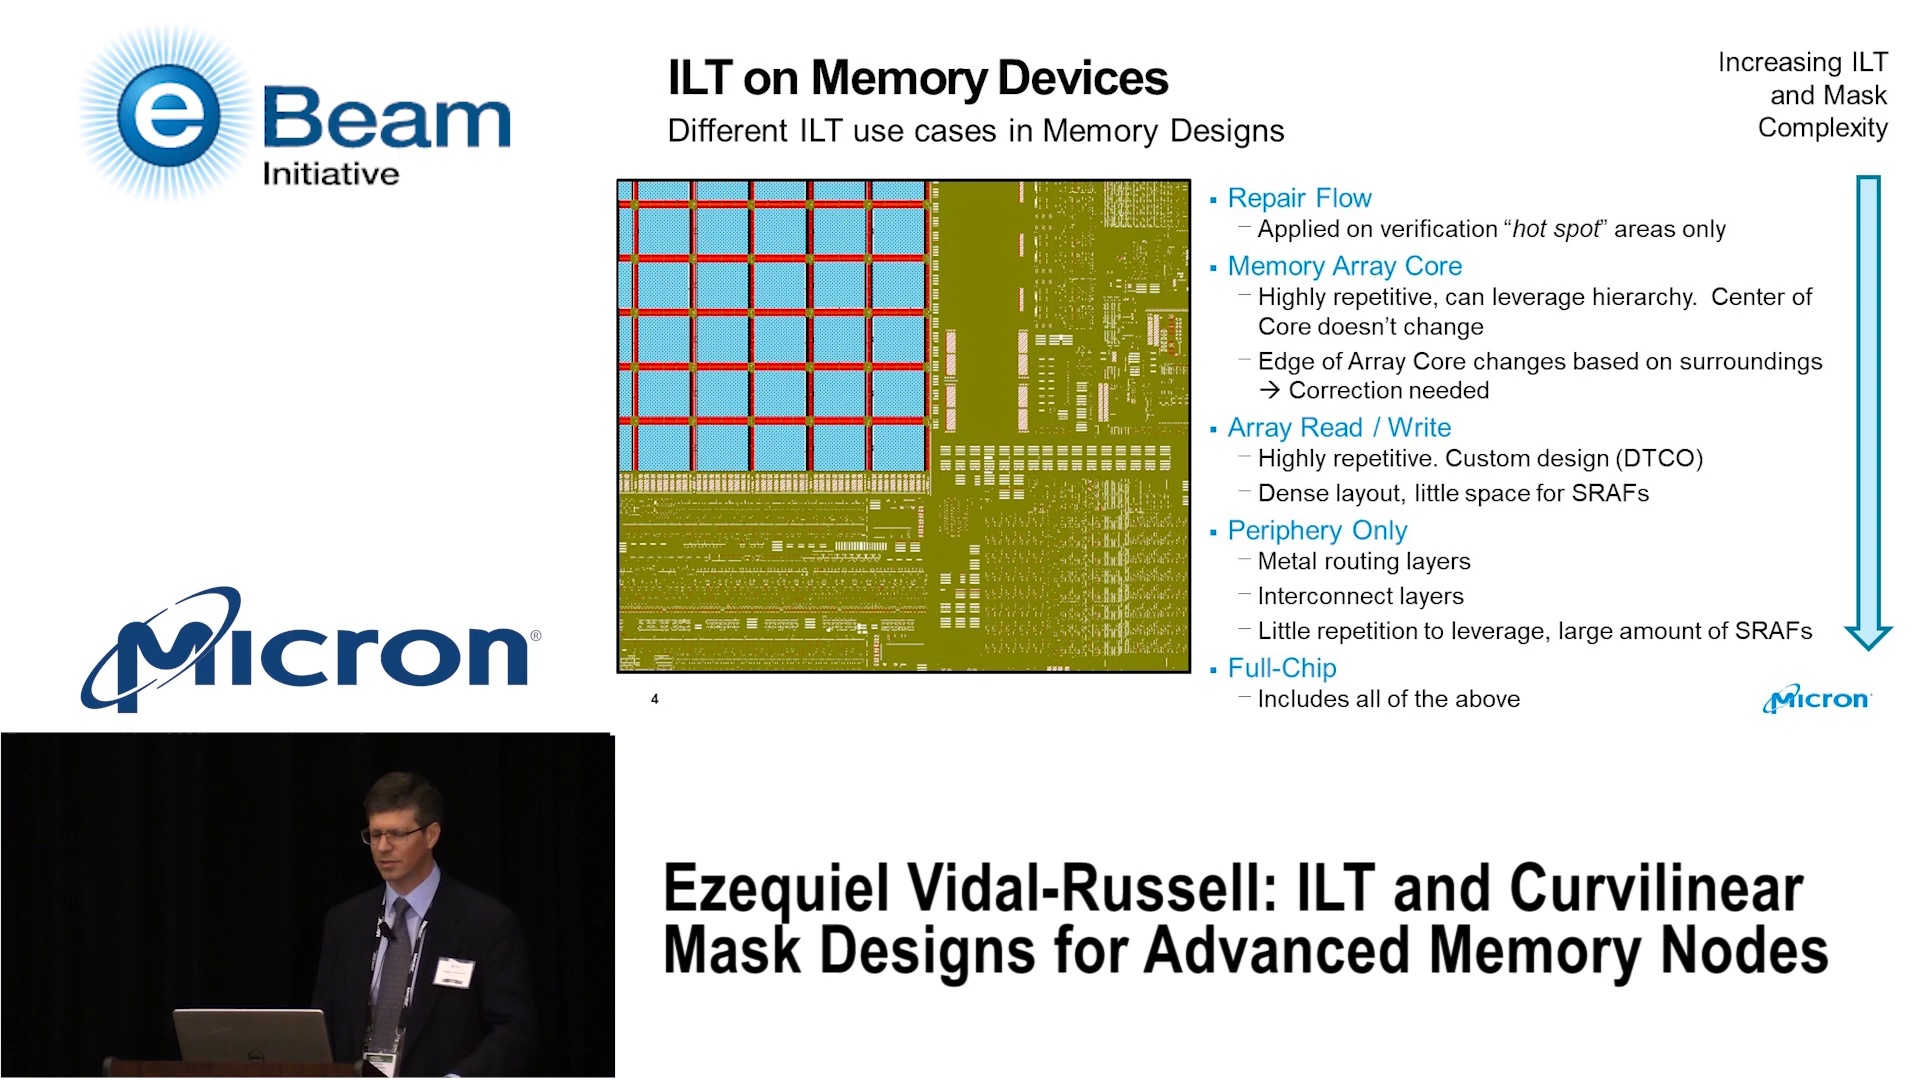 e Beam
Initiative
ILT on Memory Devices
Different ILT use cases in Memory Designs
Increasing ILT
and Mask
Complexity
▪ Repair Flow
– Applied on verification “hot spot” areas only
▪ Memory Array Core
– Highly repetitive, can leverage hierarchy. Center of
Core doesn’t change
– Edge of Array Core changes based on surroundings
→ Correction needed
▪ Array Read / Write
– Highly repetitive. Custom design (DTCO)
– Dense layout, little space for SRAFs
▪ Periphery Only
– Metal routing layers
– Interconnect layers
– Little repetition to leverage, large amount of SRAFs
▪ Full-Chip
– Includes all of the above
4
Micron
Micron®
Ezequiel Vidal-Russell: ILT and Curvilinear
Mask Designs for Advanced Memory Nodes